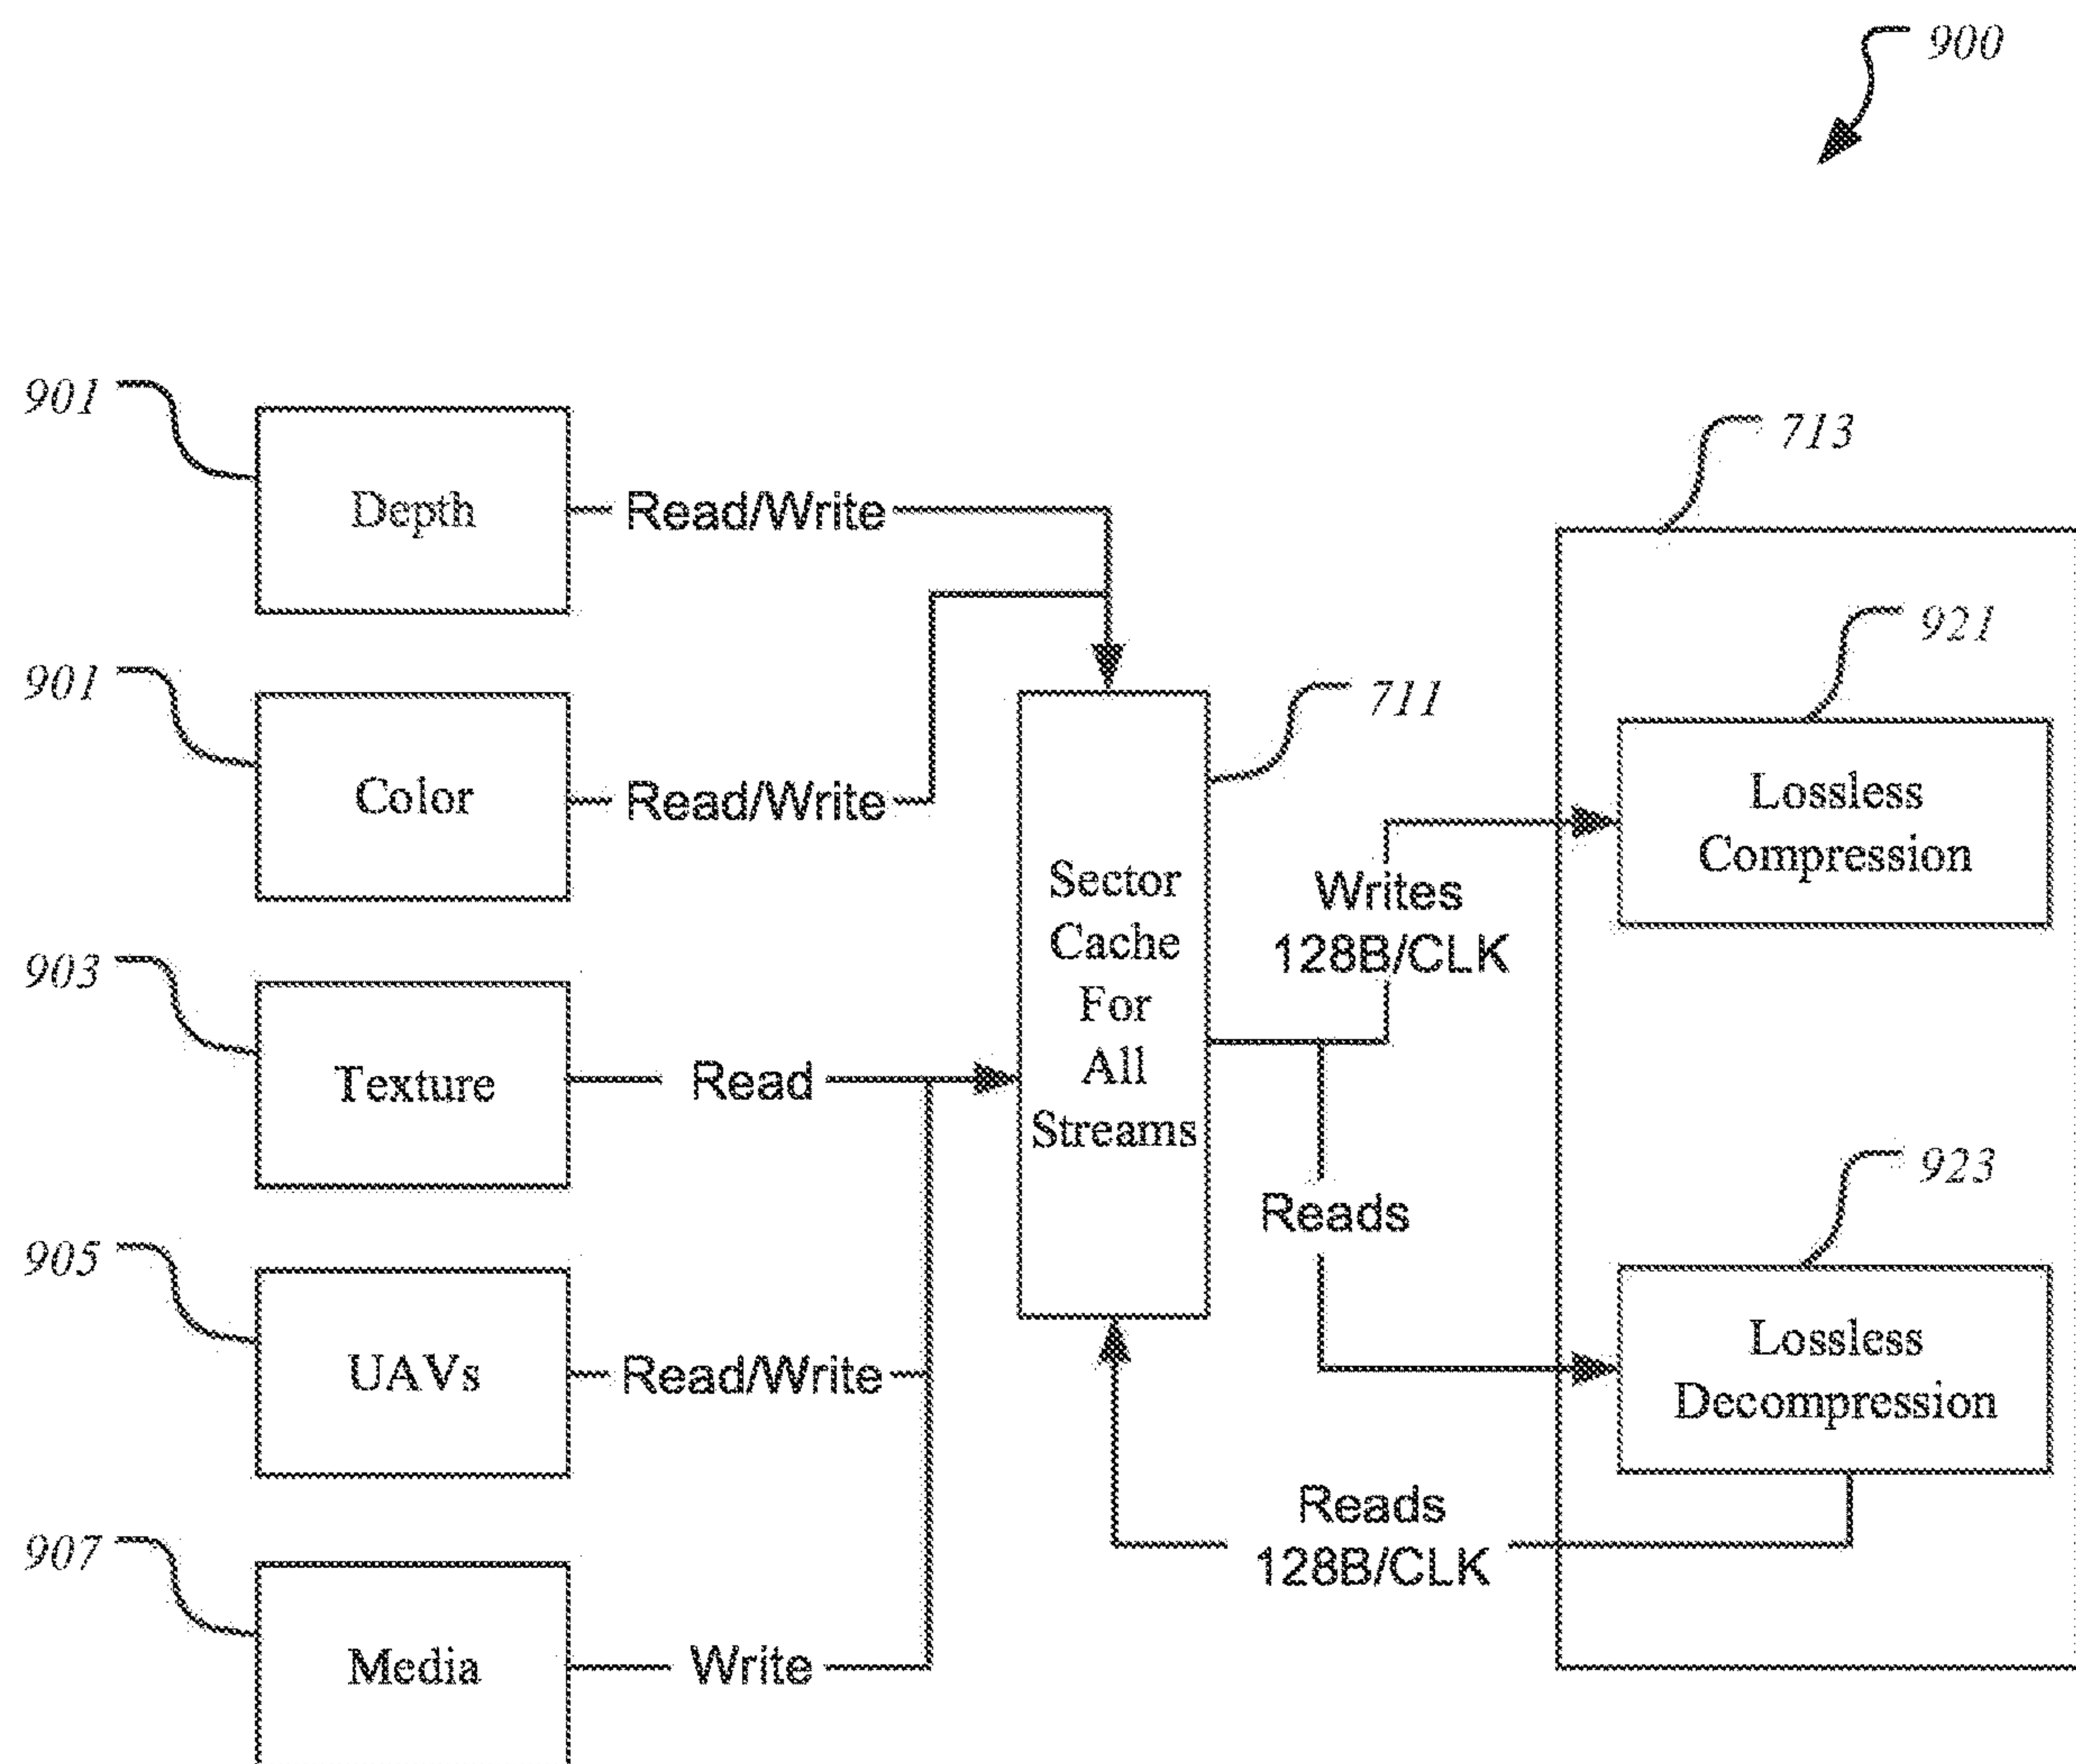 900
901
Depth
Read/Write
713
921
901
Color
Read/Write
711
Lossless
Compression
Sector
Cache
For
All
Streams
Writes
128B/CLK
903
Texture
Read
923
Reads
905
UAVs
Read/Write
Lossless
Decompression
Reads
128B/CLK
907
Media
Write